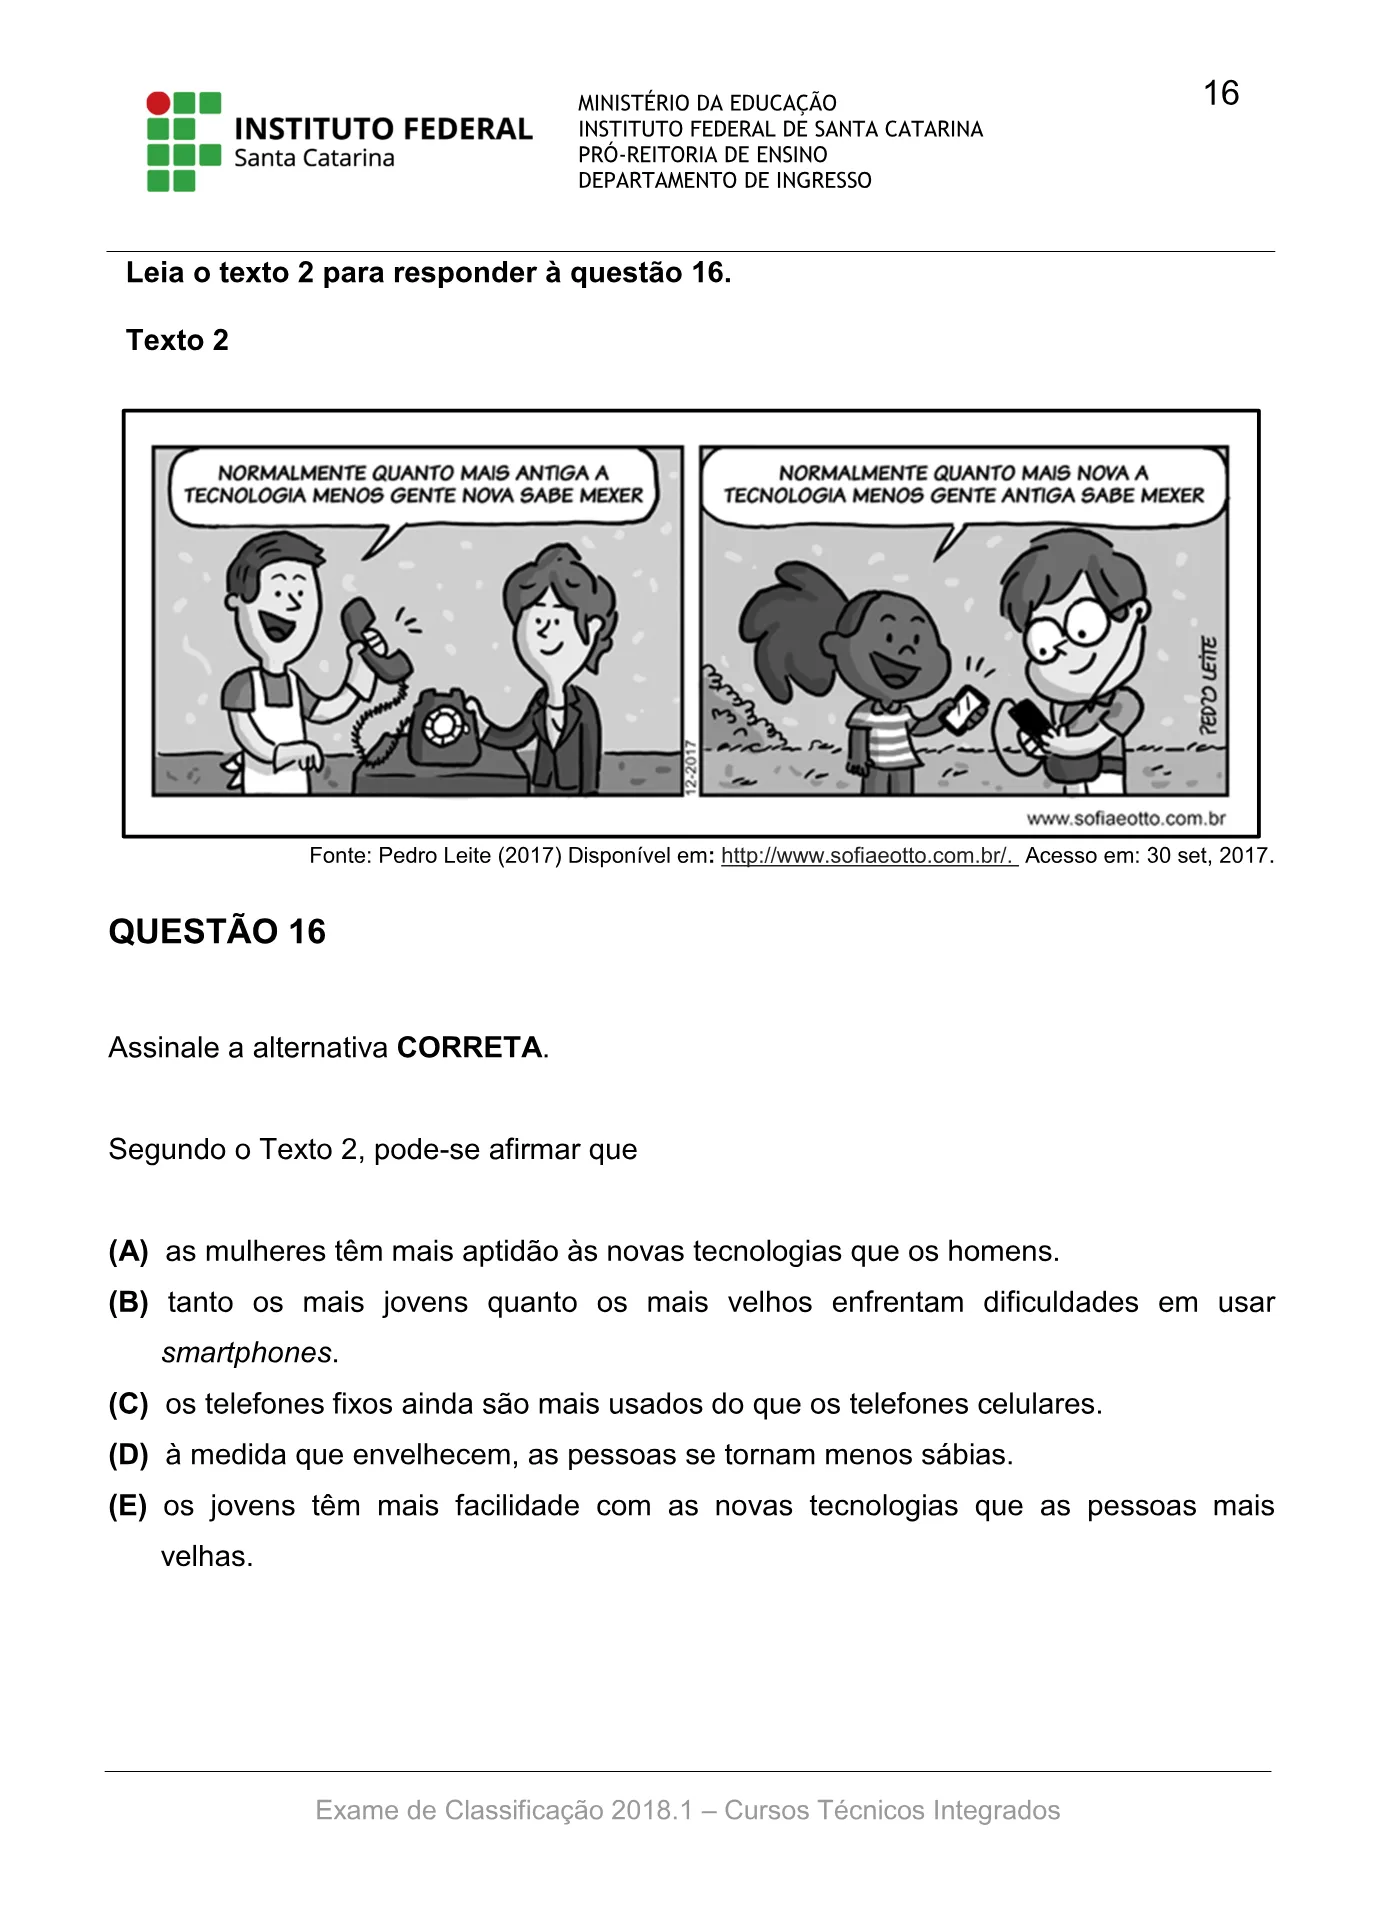 16
INSTITUTO FEDERAL
Santa Catarina
MINISTÉRIO DA EDUCAÇÃO
INSTITUTO FEDERAL DE SANTA CATARINA
PRÓ-REITORIA DE ENSINO
DEPARTAMENTO DE INGRESSO
Leia o texto 2 para responder à questão 16.
Texto 2
NORMALMENTE QUANTO MAIS ANTIGA A
TECNOLOGIA MENOS GENTE NOVA SABE MEXER
NORMALMENTE QUANTO MAIS NOVA A
TECNOLOGIA MENOS GENTE ANTIGA SABE MEXER
12-2017
PEDRO LEITE
www.sofiaeotto.com.br
Fonte: Pedro Leite (2017) Disponível em: http://www.sofiaeotto.com.br/. Acesso em: 30 set, 2017.
QUESTÃO 16
Assinale a alternativa CORRETA.
Segundo o Texto 2, pode-se afirmar que
(A) as mulheres têm mais aptidão às novas tecnologias que os homens.
(B) tanto os mais jovens quanto os mais velhos enfrentam dificuldades em usar
smartphones.
(C) os telefones fixos ainda são mais usados do que os telefones celulares.
(D) à medida que envelhecem, as pessoas se tornam menos sábias.
(E) os jovens têm mais facilidade com as novas tecnologias que as pessoas mais
velhas.
Exame de Classificação 2018.1 – Cursos Técnicos Integrados